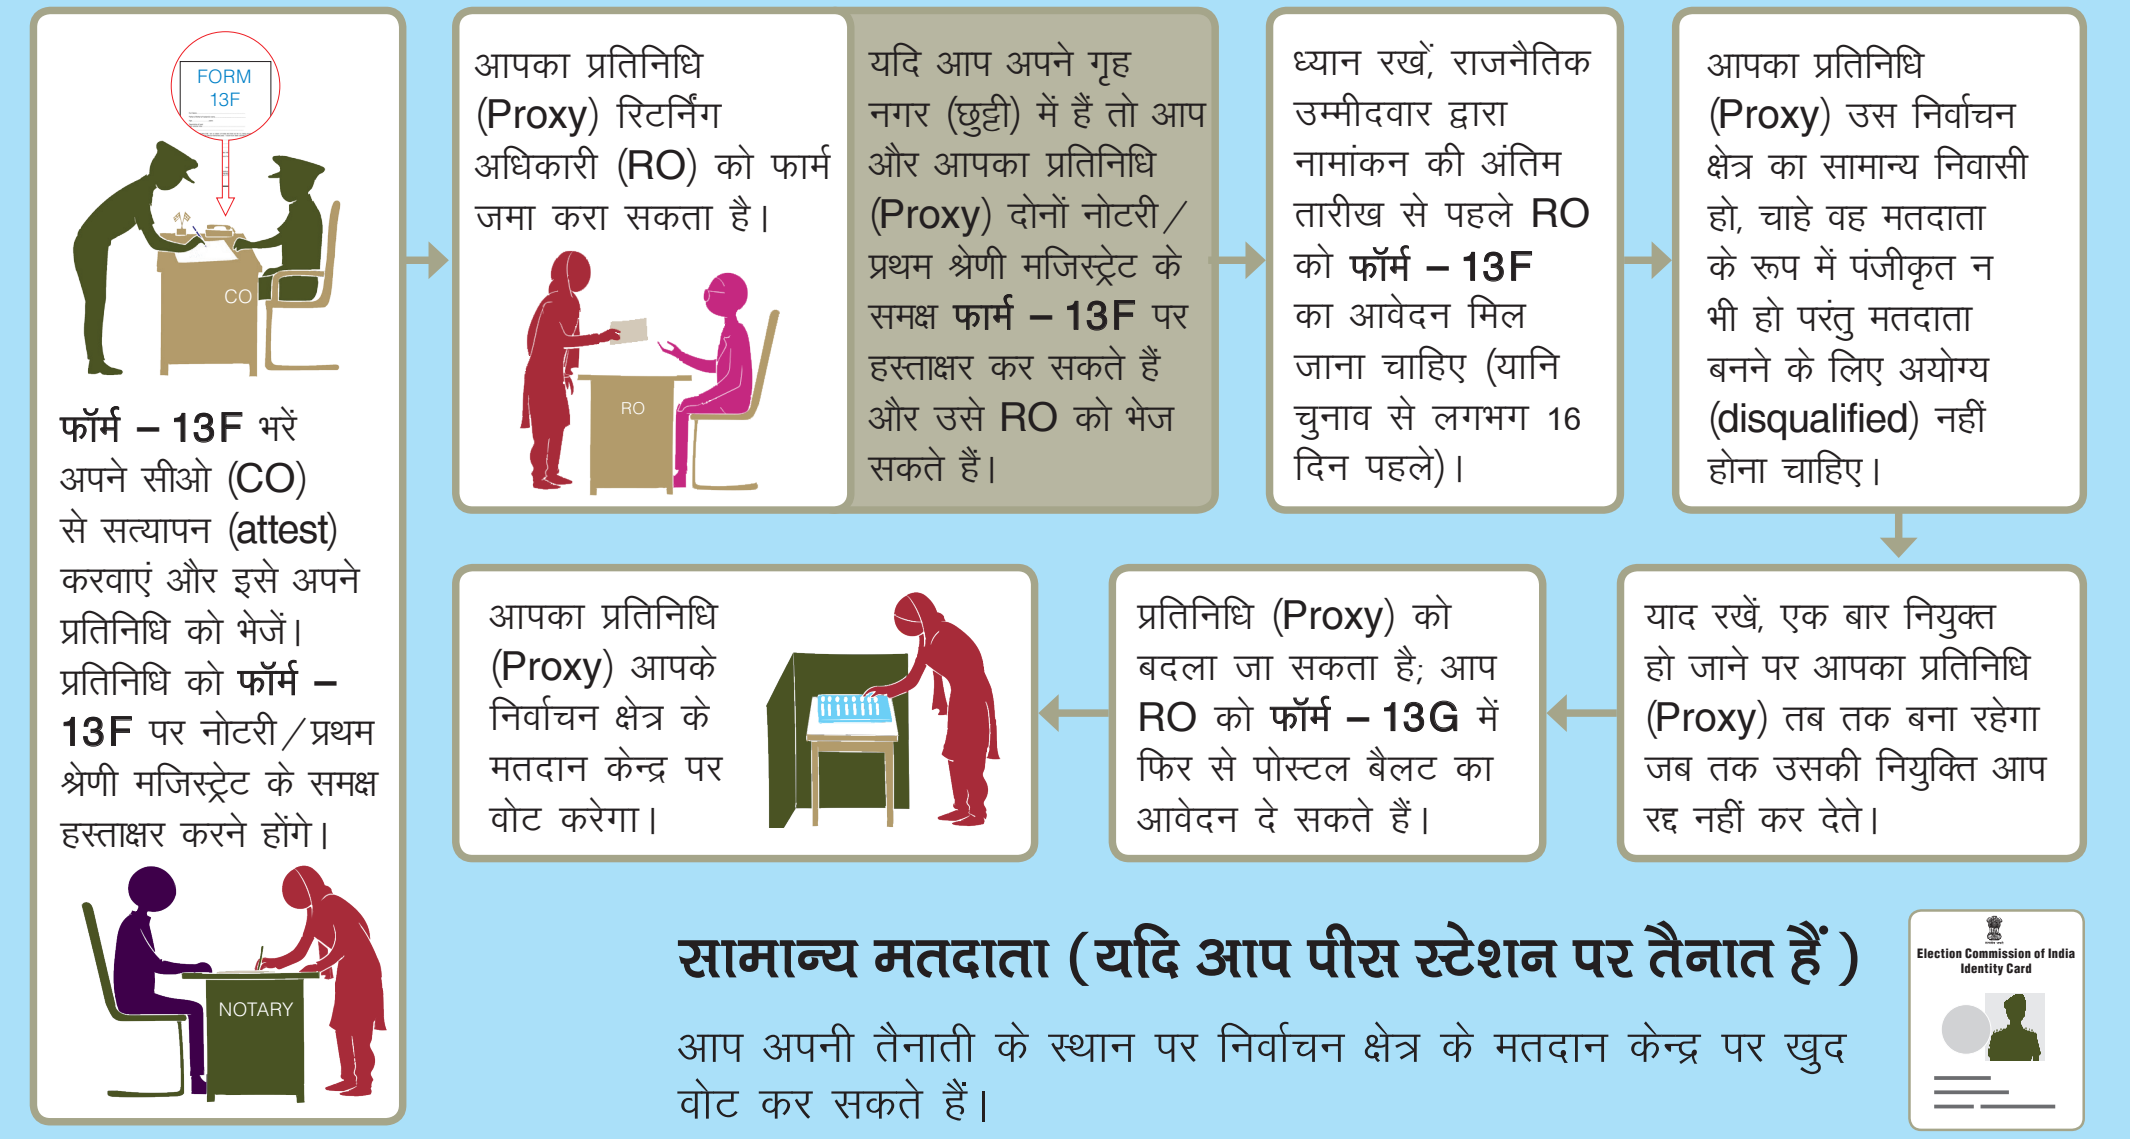 FORM
13F
CO
फॉर्म – 13F भरें
अपने सीओ (CO)
से सत्यापन (attest)
करवाएं और इसे अपने
प्रतिनिधि को भेजें।
प्रतिनिधि को फॉर्म –
13F पर नोटरी/प्रथम
श्रेणी मजिस्ट्रेट के समक्ष
हस्ताक्षर करने होंगे।
NOTARY
आपका प्रतिनिधि
(Proxy) रिटर्निंग
अधिकारी (RO) को फार्म
जमा करा सकता है।
RO
यदि आप अपने गृह
नगर (छुट्टी) में हैं तो आप
और आपका प्रतिनिधि
(Proxy) दोनों नोटरी/
प्रथम श्रेणी मजिस्ट्रेट के
समक्ष फार्म – 13F पर
हस्ताक्षर कर सकते हैं
और उसे RO को भेज
सकते हैं।
ध्यान रखें, राजनैतिक
उम्मीदवार द्वारा
नामांकन की अंतिम
तारीख से पहले RO
को फॉर्म – 13F
का आवेदन मिल
जाना चाहिए (यानि
चुनाव से लगभग 16
दिन पहले)।
आपका प्रतिनिधि
(Proxy) उस निर्वाचन
क्षेत्र का सामान्य निवासी
हो, चाहे वह मतदाता
के रूप में पंजीकृत न
भी हो परंतु मतदाता
बनने के लिए अयोग्य
(disqualified) नहीं
होना चाहिए।
याद रखें, एक बार नियुक्त
हो जाने पर आपका प्रतिनिधि
(Proxy) तब तक बना रहेगा
जब तक उसकी नियुक्ति आप
रद्द नहीं कर देते।
प्रतिनिधि (Proxy) को
बदला जा सकता है; आप
RO को फॉर्म – 13G में
फिर से पोस्टल बैलट का
आवेदन दे सकते हैं।
आपका प्रतिनिधि
(Proxy) आपके
निर्वाचन क्षेत्र के
मतदान केन्द्र पर
वोट करेगा।
सामान्य मतदाता (यदि आप पीस स्टेशन पर तैनात हैं)
आप अपनी तैनाती के स्थान पर निर्वाचन क्षेत्र के मतदान केन्द्र पर खुद
वोट कर सकते हैं।
Election Commission of India
Identity Card